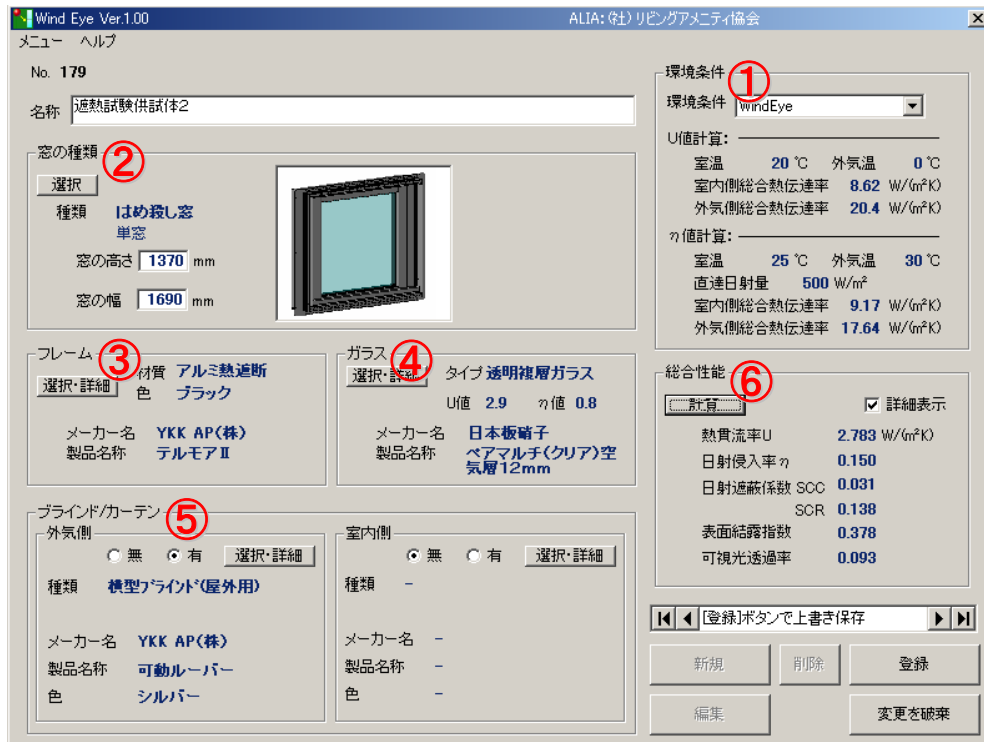 Wind Eye Ver.1.00
ALIA: (社) リビングアメニティ協会
メニュー ヘルプ
No. 179
名称 遮熱試験供試体2
窓の種類 ②
選択
種類 はめ殺し窓
単窓
窓の高さ 1370 mm
窓の幅 1690 mm
フレーム ③
選択・詳細 材質 アルミ熱遮断
色 ブラック
メーカー名 YKK AP(株)
製品名称 テルモアⅡ
ガラス ④
選択・詳細 タイプ 透明複層ガラス
U値 2.9 η値 0.8
メーカー名 日本板硝子
製品名称 ペアマルチ(クリア)空
気層12mm
ブラインド/カーテン ⑤
外気側
無 有 選択・詳細
種類 横型ブラインド(屋外用)
メーカー名 YKK AP(株)
製品名称 可動ルーバー
色 シルバー
室内側
無 有 選択・詳細
種類 -
メーカー名 -
製品名称 -
色 -
環境条件 ①
環境条件 WindEye
U値計算:
室温 20 ℃ 外気温 0 ℃
室内側総合熱伝達率 8.62 W/(㎡K)
外気側総合熱伝達率 20.4 W/(㎡K)
η値計算:
室温 25 ℃ 外気温 30 ℃
直達日射量 500 W/㎡
室内側総合熱伝達率 9.17 W/(㎡K)
外気側総合熱伝達率 17.64 W/(㎡K)
総合性能 ⑥
計算 詳細表示
熱貫流率U 2.783 W/(㎡K)
日射侵入率η 0.150
日射遮蔽係数 SCC 0.031
SCR 0.138
表面結露指数 0.378
可視光透過率 0.093
[登録]ボタンで上書き保存
新規 削除 登録
編集 変更を破棄